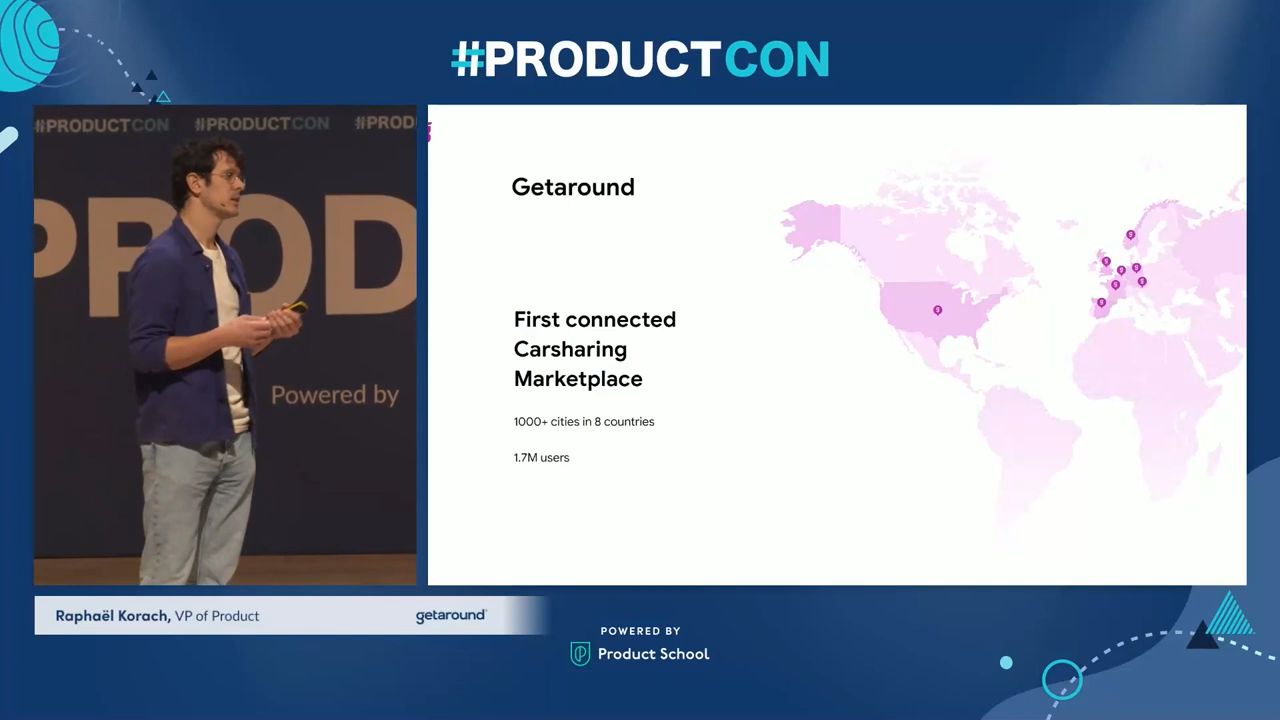 #PRODUCTCON
#PRODUCTCON #PRODUCTCON #PROD
PROD
Powered by
g
Getaround
First connected
Carsharing
Marketplace
1000+ cities in 8 countries
1.7M users
Raphaël Korach, VP of Product
getaround
POWERED BY
Product School